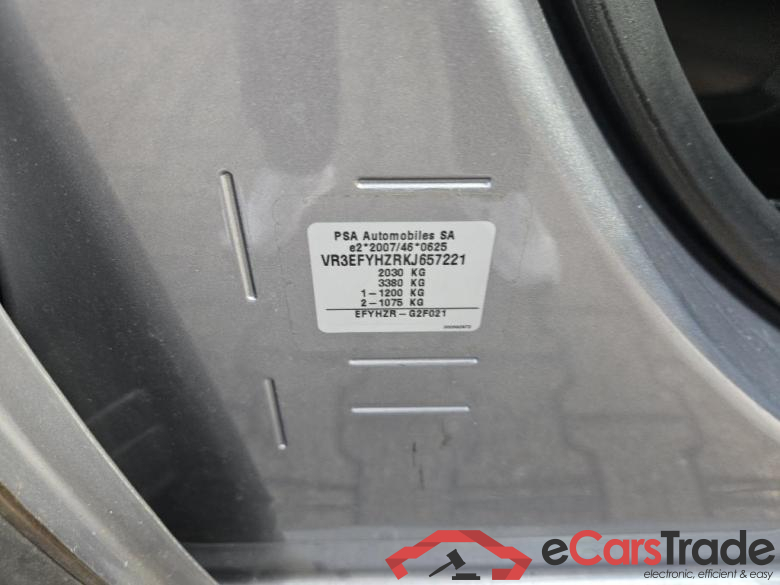 PSA Automobiles SA
e2*2007/46*0625
VR3EFYHZRKJ657221
2030 KG
3380 KG
1-1200 KG
2-1075 KG
EFYHZR-G2F021
eCarsTrade
electronic, efficient & easy